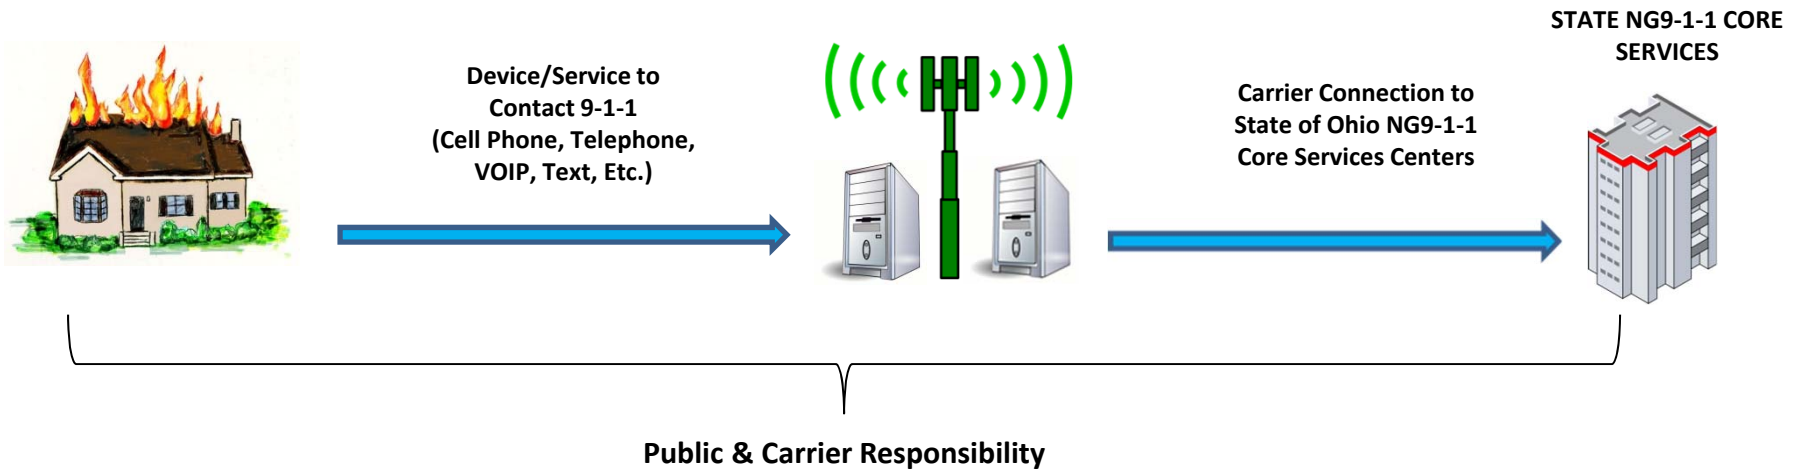 STATE NG9-1-1 CORE
SERVICES
Device/Service to
Contact 9-1-1
(Cell Phone, Telephone,
VOIP, Text, Etc.)
Carrier Connection to
State of Ohio NG9-1-1
Core Services Centers
Public & Carrier Responsibility